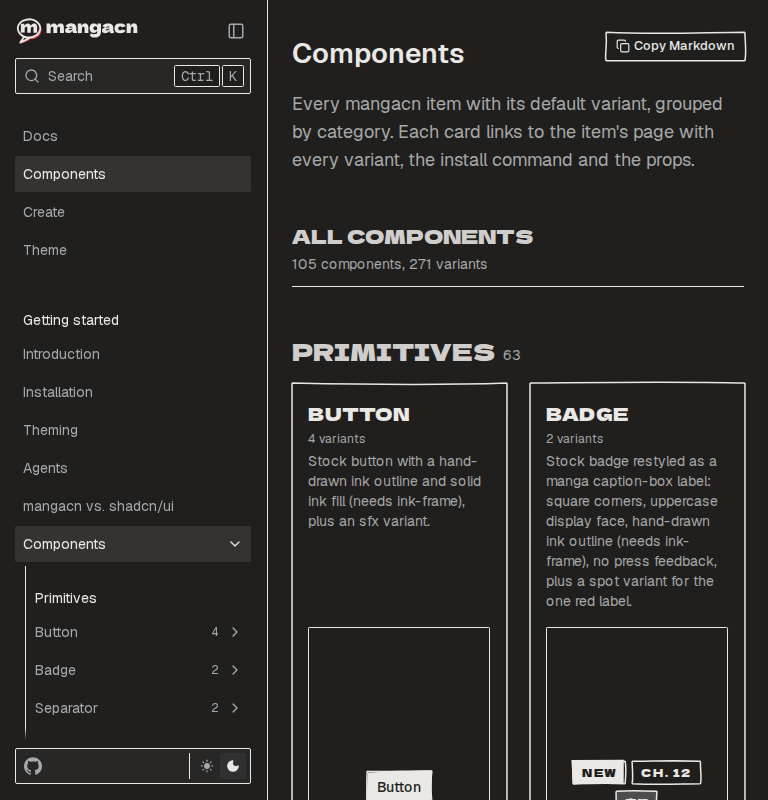 mangacn
Search Ctrl K
Docs
Components
Create
Theme
Getting started
Introduction
Installation
Theming
Agents
mangacn vs. shadcn/ui
Components
Primitives
Button 4
Badge 2
Separator 2
Components
Copy Markdown
Every mangacn item with its default variant, grouped
by category. Each card links to the item's page with
every variant, the install command and the props.
ALL COMPONENTS
105 components, 271 variants
PRIMITIVES 63
BUTTON
4 variants
Stock button with a hand-
drawn ink outline and solid
ink fill (needs ink-frame),
plus an sfx variant.
Button
BADGE
2 variants
Stock badge restyled as a
manga caption-box label:
square corners, uppercase
display face, hand-drawn
ink outline (needs ink-
frame), no press feedback,
plus a spot variant for the
one red label.
NEW CH. 12